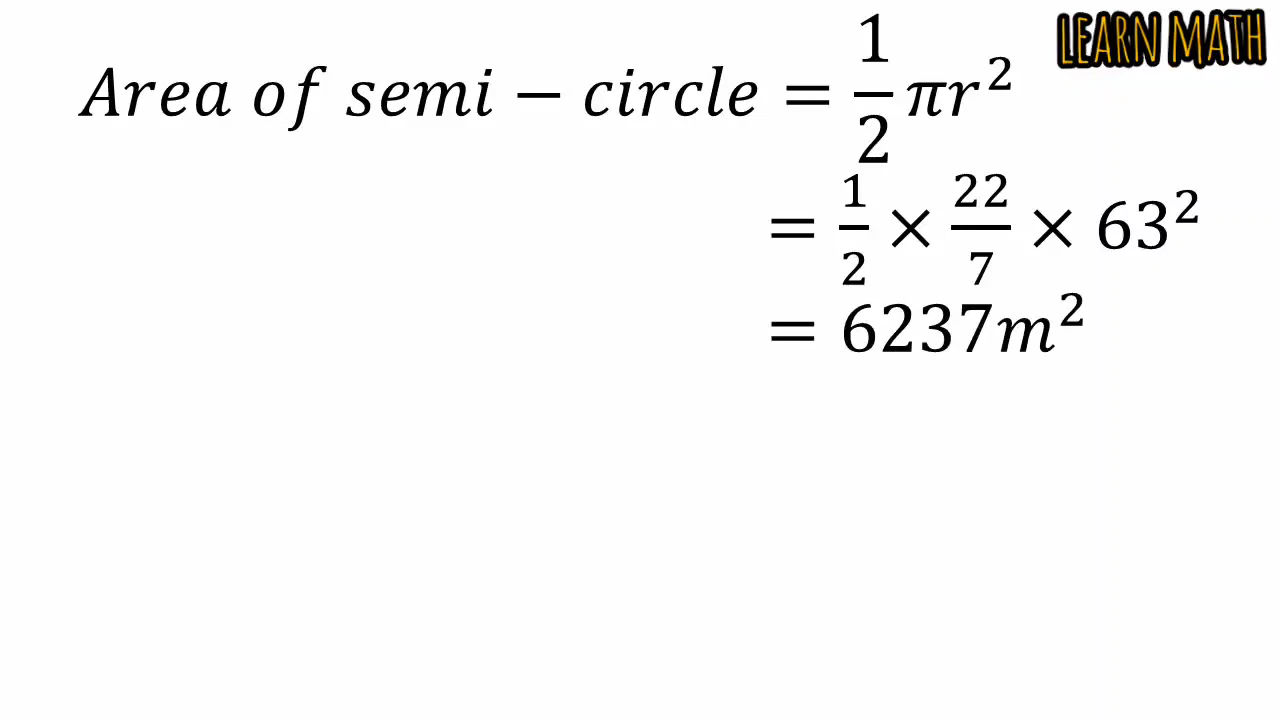 LEARN MATH
Area of semi − circle = 1/2 πr²
= 1/2 × 22/7 × 63²
= 6237m²